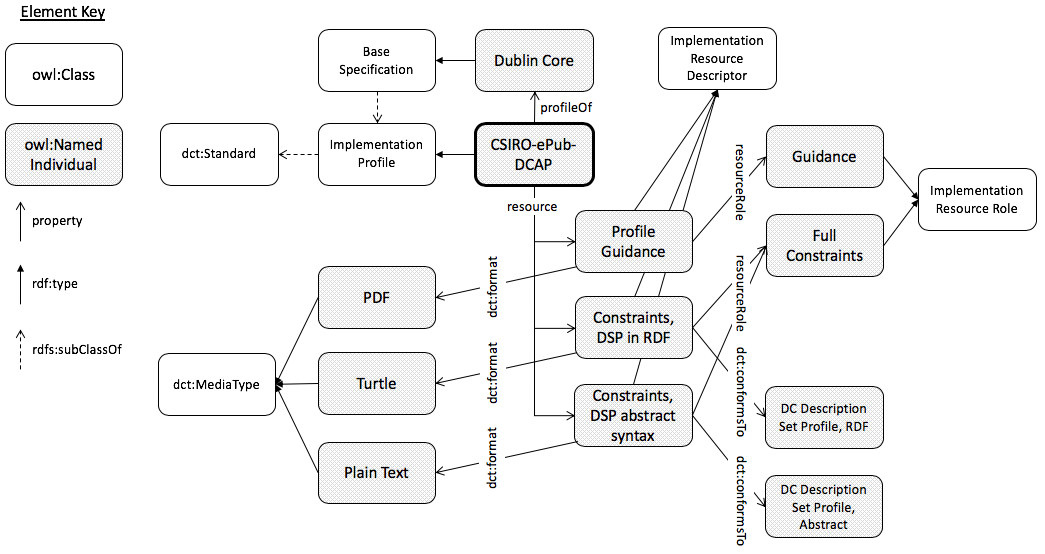 Element Key
owl:Class
owl:Named
Individual
property
rdf:type
rdfs:subClassOf
Base
Specification
Dublin Core
Implementation
Resource
Descriptor
profileOf
dct:Standard
Implementation
Profile
CSIRO-ePub-
DCAP
resource
Guidance
resourceRole
Implementation
Resource Role
Profile
Guidance
Full
Constraints
dct:format
resourceRole
PDF
Constraints,
DSP in RDF
dct:format
dct:MediaType
Turtle
dct:conformsTo
Constraints,
DSP abstract
syntax
DC Description
Set Profile, RDF
dct:format
Plain Text
dct:conformsTo
DC Description
Set Profile,
Abstract